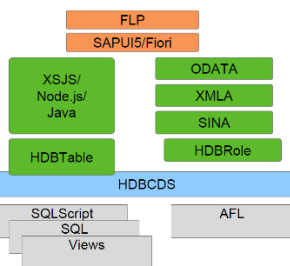 FLP
SAPUI5/Fiori
XSJS/
Node.js/
Java
ODATA
XMLA
SINA
HDBTable
HDBRole
HDBCDS
SQLScript
SQL
Views
AFL